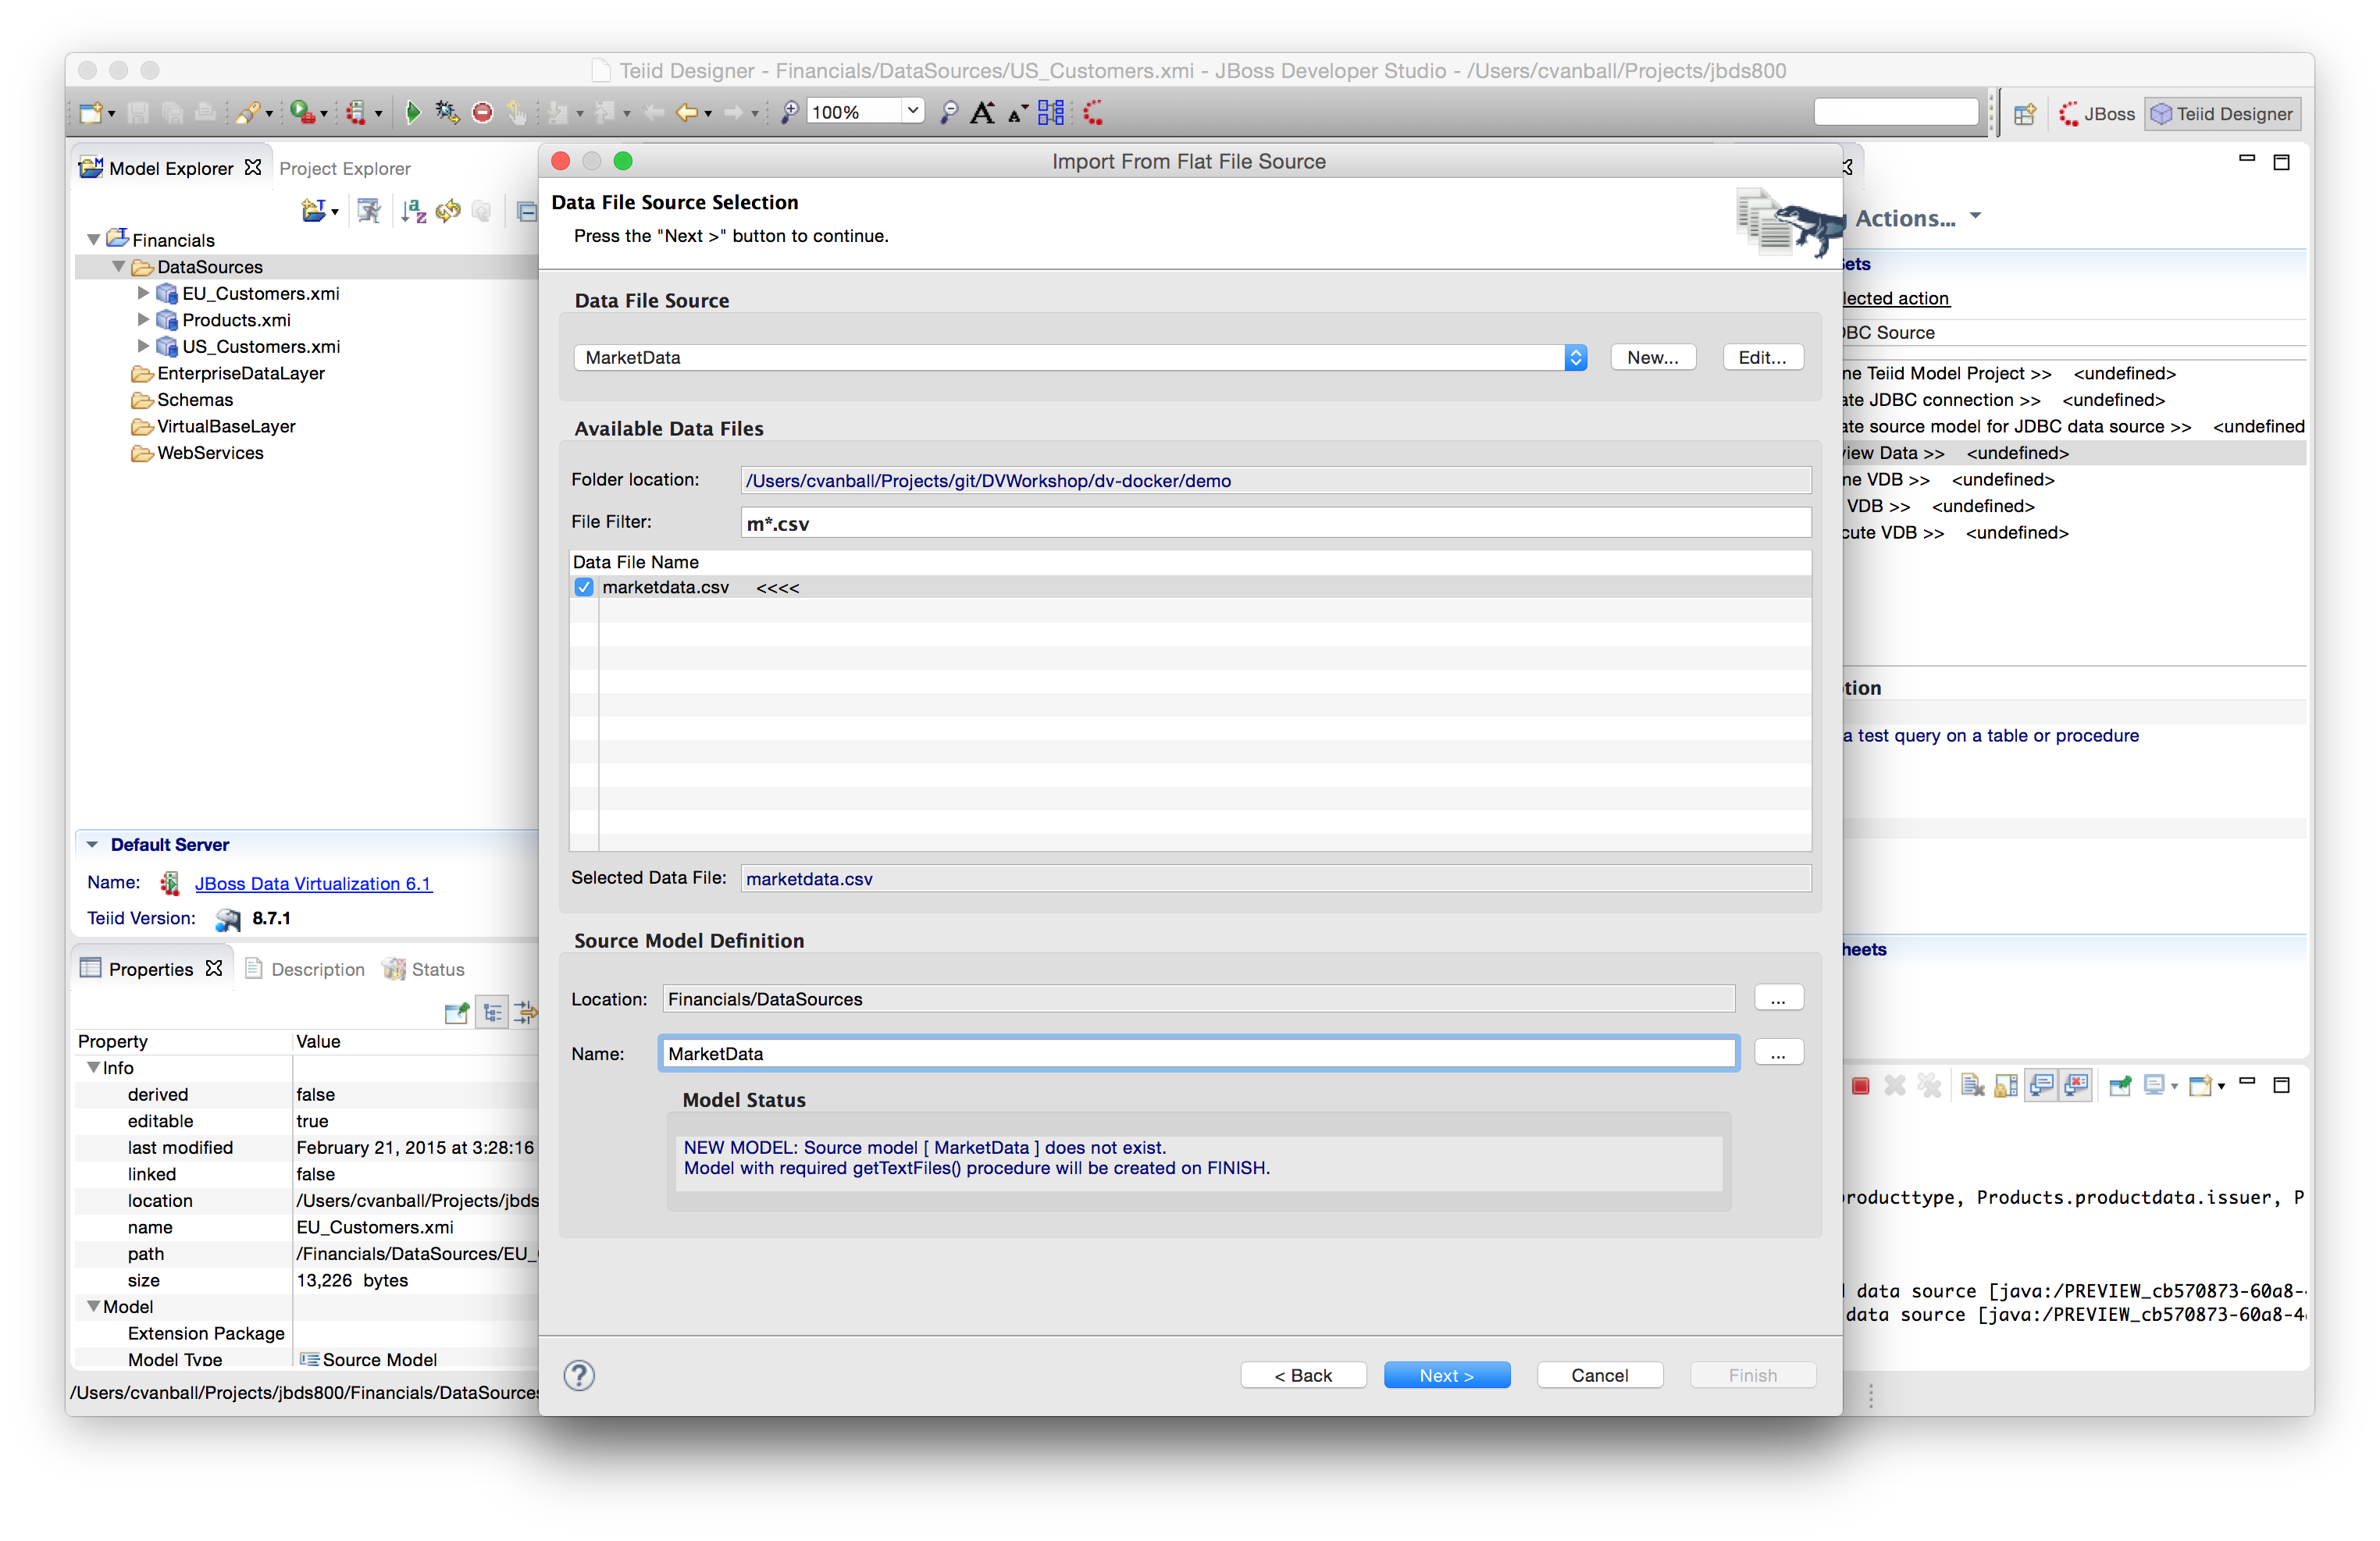 Teiid Designer - Financials/DataSources/US_Customers.xmi - JBoss Developer Studio - /Users/cvanball/Projects/jbds800
100%
JBoss
Teiid Designer
Model Explorer
Project Explorer
Financials
DataSources
EU_Customers.xmi
Products.xmi
US_Customers.xmi
EnterpriseDataLayer
Schemas
VirtualBaseLayer
WebServices
Default Server
Name: JBoss Data Virtualization 6.1
Teiid Version: 8.7.1
Properties
Description
Status
Property Value
Info
derived false
editable true
last modified February 21, 2015 at 3:28:16
linked false
location /Users/cvanball/Projects/jbds
name EU_Customers.xmi
path /Financials/DataSources/EU_
size 13,226 bytes
Model
Extension Package
Model Type Source Model
/Users/cvanball/Projects/jbds800/Financials/DataSources
Import From Flat File Source
Data File Source Selection
Press the "Next >" button to continue.
Data File Source
MarketData
New...
Edit...
Available Data Files
Folder location: /Users/cvanball/Projects/git/DVWorkshop/dv-docker/demo
File Filter: m*.csv
Data File Name
marketdata.csv <<<<
Selected Data File: marketdata.csv
Source Model Definition
Location: Financials/DataSources ...
Name: MarketData ...
Model Status
NEW MODEL: Source model [ MarketData ] does not exist.
Model with required getTextFiles() procedure will be created on FINISH.
?
< Back
Next >
Cancel
Finish
Actions...
ets
lected action
BC Source
ne Teiid Model Project >> <undefined>
ate JDBC connection >> <undefined>
ate source model for JDBC data source >> <undefined
iew Data >> <undefined>
ne VDB >> <undefined>
VDB >> <undefined>
cute VDB >> <undefined>
tion
a test query on a table or procedure
heets
roducttype, Products.productdata.issuer, P
data source [java:/PREVIEW_cb570873-60a8-
data source [java:/PREVIEW_cb570873-60a8-4